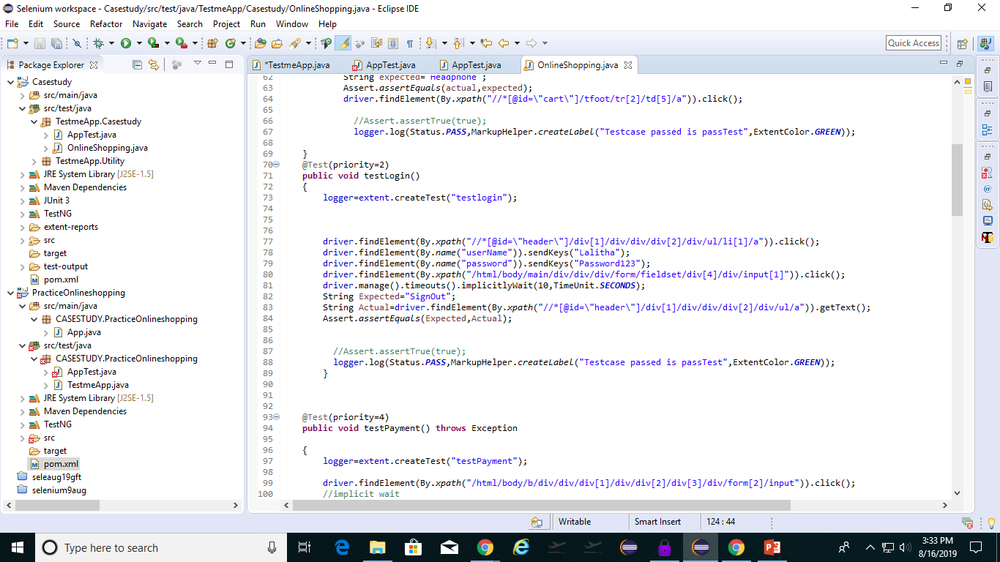 Selenium workspace - Casestudy/src/test/java/TestmeApp/Casestudy/OnlineShopping.java - Eclipse IDE
File Edit Source Refactor Navigate Search Project Run Window Help
Quick Access
Package Explorer
Casestudy
src/main/java
src/test/java
TestmeApp.Casestudy
AppTest.java
OnlineShopping.java
TestmeApp.Utility
JRE System Library [J2SE-1.5]
Maven Dependencies
JUnit 3
TestNG
extent-reports
src
target
test-output
pom.xml
PracticeOnlineshopping
src/main/java
CASESTUDY.PracticeOnlineshopping
App.java
src/test/java
CASESTUDY.PracticeOnlineshopping
AppTest.java
TestmeApp.java
JRE System Library [J2SE-1.5]
Maven Dependencies
TestNG
src
target
pom.xml
seleaug19gft
selenium9aug
*TestmeApp.java AppTest.java TestmeApp.java AppTest.java OnlineShopping.java
62 String expected="Headphone";
63 Assert.assertEquals(actual,expected);
64 driver.findElement(By.xpath("//*[@id=\"cart\"]/tfoot/tr[2]/td[5]/a")).click();
65
66 //Assert.assertTrue(true);
67 logger.log(Status.PASS,MarkupHelper.createLabel("Testcase passed is passTest",ExtentColor.GREEN));
68
69 }
70 @Test(priority=2)
71 public void testLogin()
72 {
73 logger=extent.createTest("testlogin");
74
75
76
77 driver.findElement(By.xpath("//*[@id=\"header\"]/div[1]/div/div/div[2]/div/ul/li[1]/a")).click();
78 driver.findElement(By.name("userName")).sendKeys("Lalitha");
79 driver.findElement(By.name("password")).sendKeys("Password123");
80 driver.findElement(By.xpath("/html/body/main/div/div/div/form/fieldset/div[4]/div/input[1]")).click();
81 driver.manage().timeouts().implicitlyWait(10,TimeUnit.SECONDS);
82 String Expected="SignOut";
83 String Actual=driver.findElement(By.xpath("//*[@id=\"header\"]/div[1]/div/div/div[2]/div/ul/a")).getText();
84 Assert.assertEquals(Expected,Actual);
85
86
87 //Assert.assertTrue(true);
88 logger.log(Status.PASS,MarkupHelper.createLabel("Testcase passed is passTest",ExtentColor.GREEN));
89 }
90
91
92
93 @Test(priority=4)
94 public void testPayment() throws Exception
95
96 {
97 logger=extent.createTest("testPayment");
98
99 driver.findElement(By.xpath("/html/body/b/div/div/div[1]/div/div[2]/div[3]/div/form[2]/input")).click();
100 //implicit wait
Writable Smart Insert 124 : 44
Type here to search
3:33 PM
8/16/2019